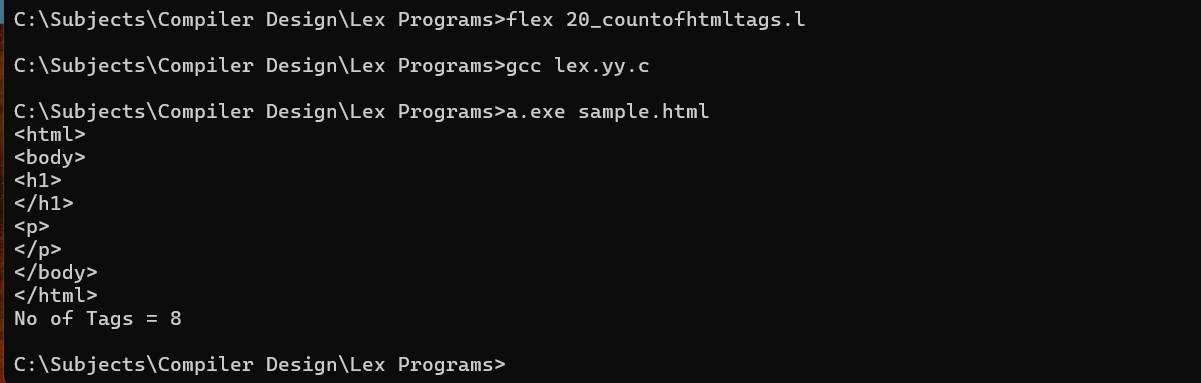 C:\Subjects\Compiler Design\Lex Programs>flex 20_countofhtmltags.l
C:\Subjects\Compiler Design\Lex Programs>gcc lex.yy.c
C:\Subjects\Compiler Design\Lex Programs>a.exe sample.html
<html>
<body>
<h1>
</h1>
<p>
</p>
</body>
</html>
No of Tags = 8
C:\Subjects\Compiler Design\Lex Programs>